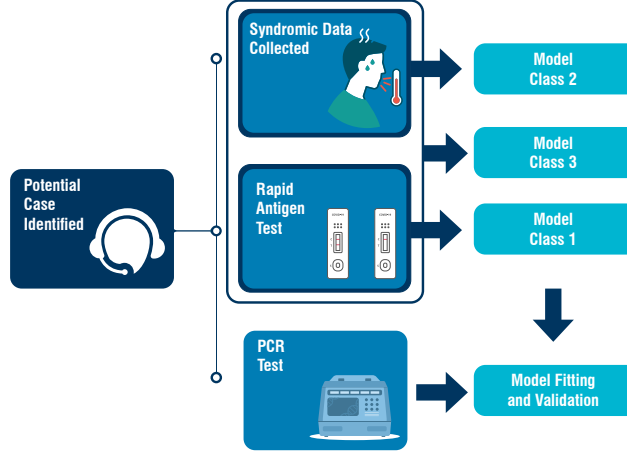 Potential
Case
Identified
Syndromic Data
Collected
Rapid
Antigen
Test
PCR
Test
Model
Class 2
Model
Class 3
Model
Class 1
Model Fitting
and Validation